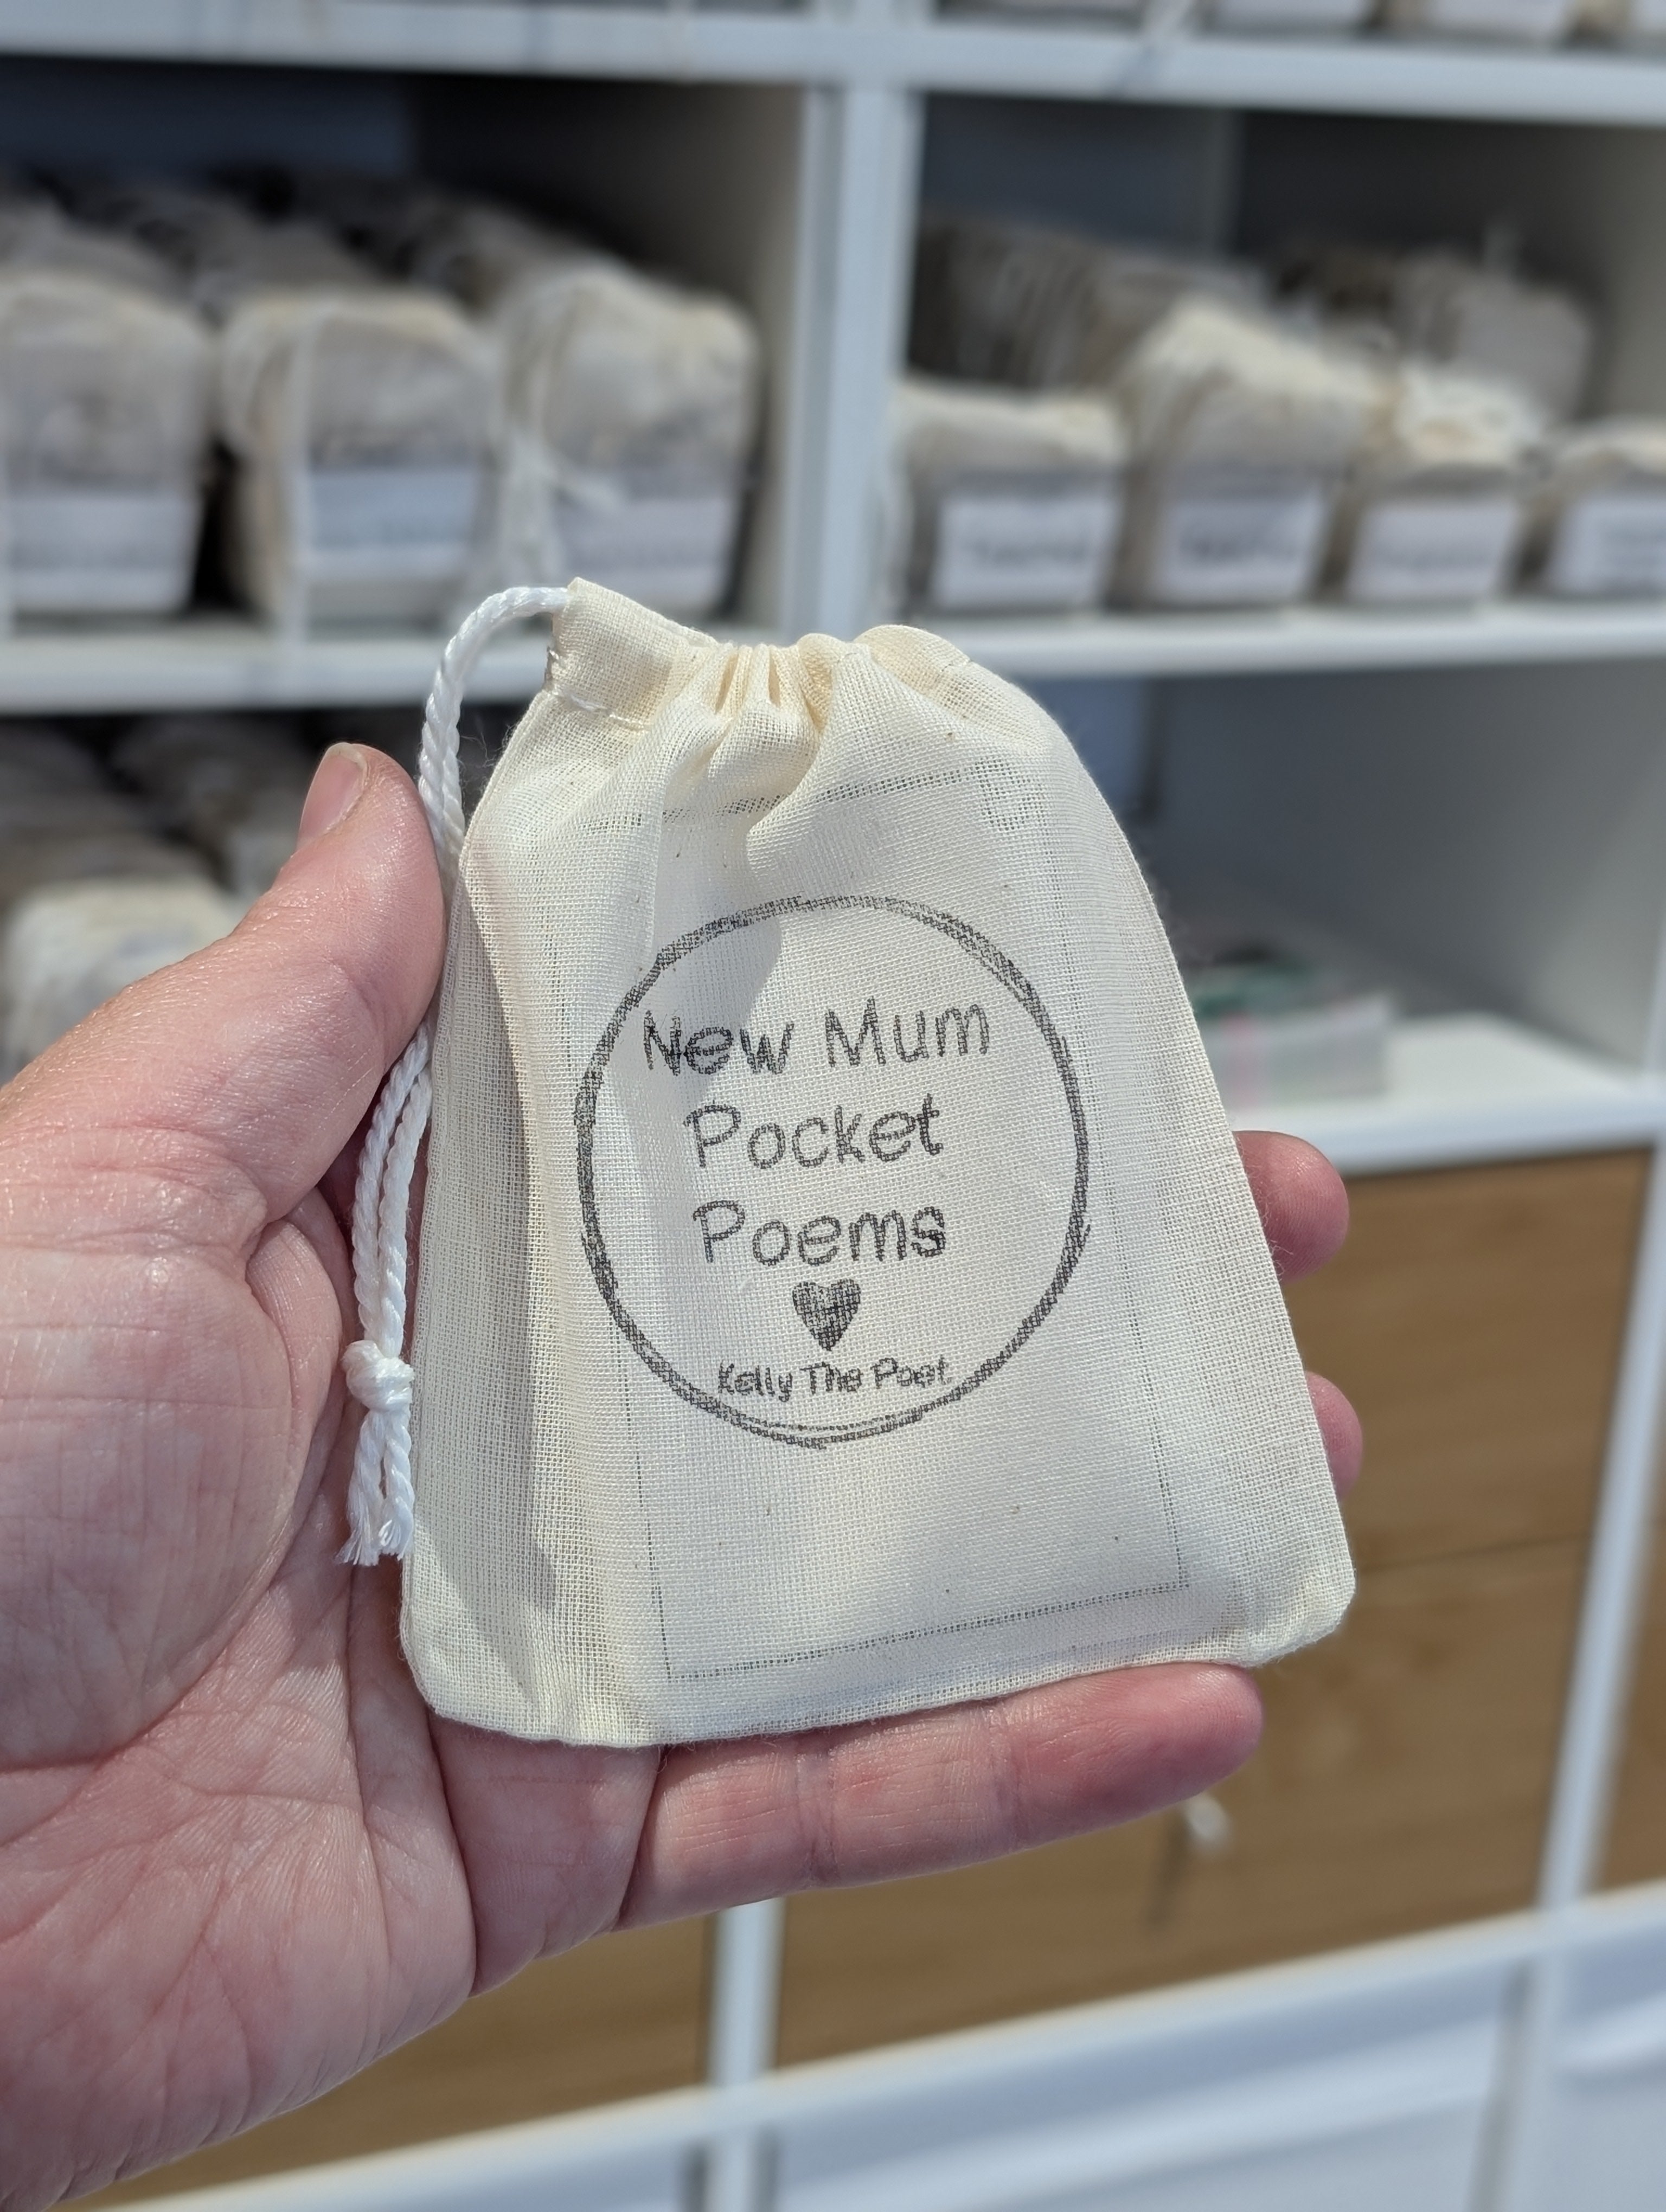 New Mum
Pocket
Poems
Kelly The Poet